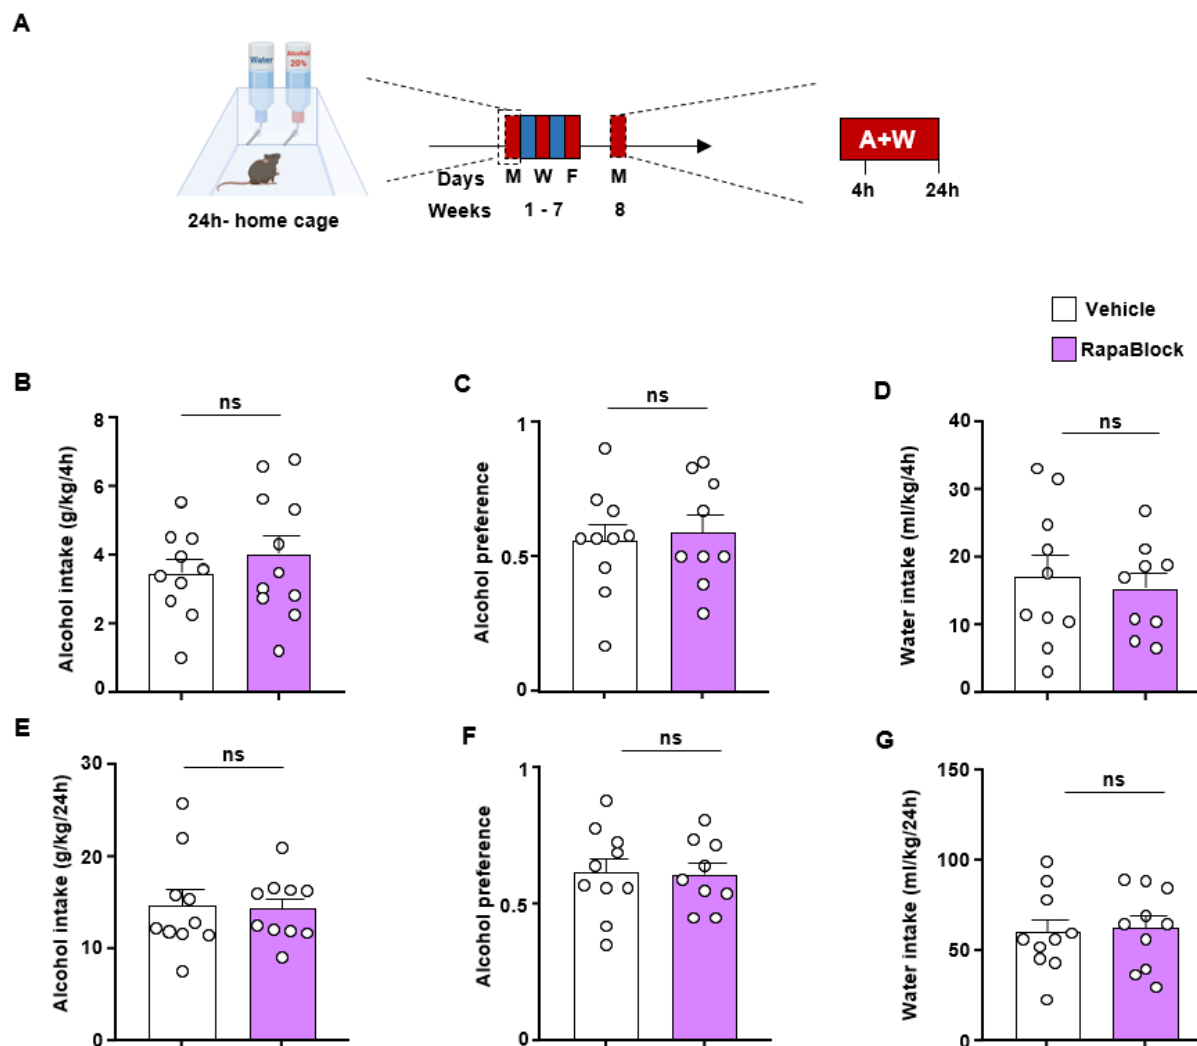 A
Water
Alcohol
20%
24h- home cage
Days M W F M
Weeks 1 - 7 8
A+W
4h 24h
Vehicle
RapaBlock
B
ns
Alcohol intake (g/kg/4h)
8
6
4
2
0
C
ns
Alcohol preference
1
0.5
0
D
ns
Water intake (ml/kg/4h)
40
30
20
10
0
E
ns
Alcohol intake (g/kg/24h)
30
20
10
0
F
ns
Alcohol preference
1
0.5
0
G
ns
Water intake (ml/kg/24h)
150
100
50
0